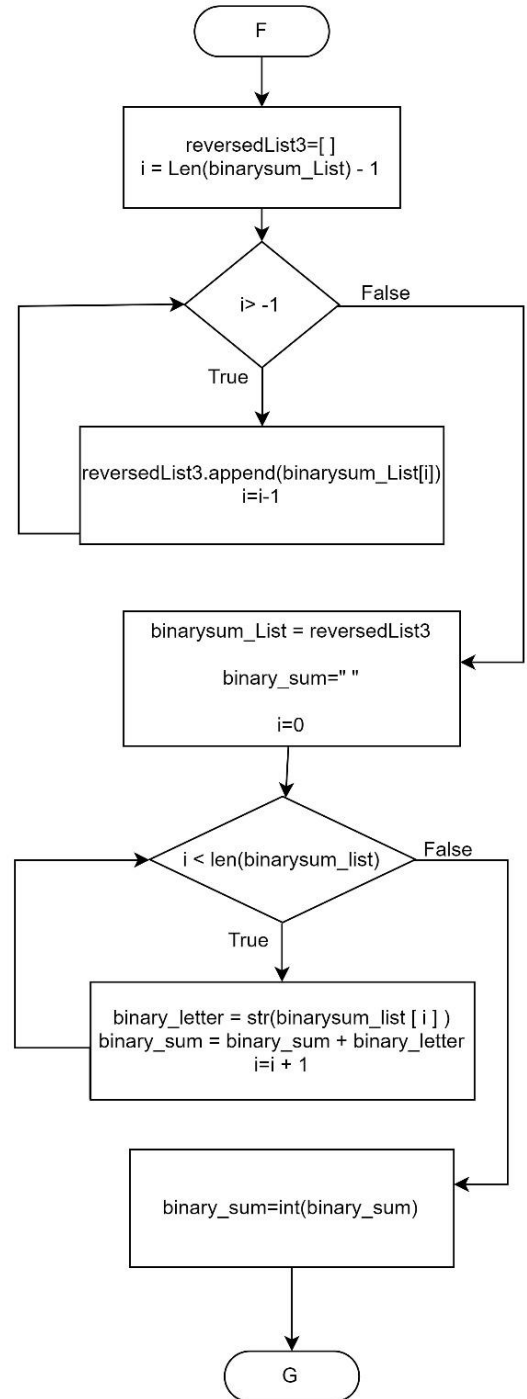 F
reversedList3=[ ]
i = Len(binarysum_List) - 1
i> -1
False
True
reversedList3.append(binarysum_List[i])
i=i-1
binarysum_List = reversedList3
binary_sum=" "
i=0
i < len(binarysum_list)
False
True
binary_letter = str(binarysum_list [ i ] )
binary_sum = binary_sum + binary_letter
i=i + 1
binary_sum=int(binary_sum)
G